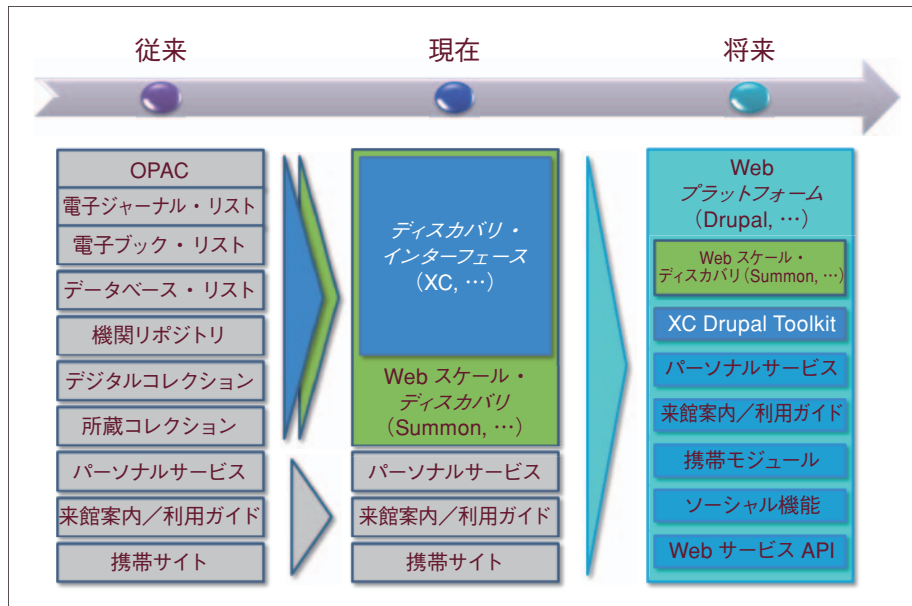 従来
現在
将来
OPAC
電子ジャーナル・リスト
電子ブック・リスト
データベース・リスト
機関リポジトリ
デジタルコレクション
所蔵コレクション
パーソナルサービス
来館案内／利用ガイド
携帯サイト
ディスカバリ・
インターフェース
（XC, …）
Web スケール・
ディスカバリ
（Summon, …）
パーソナルサービス
来館案内／利用ガイド
携帯サイト
Web
プラットフォーム
（Drupal, …）
Web スケール・
ディスカバリ（Summon, …）
XC Drupal Toolkit
パーソナルサービス
来館案内／利用ガイド
携帯モジュール
ソーシャル機能
Web サービス API